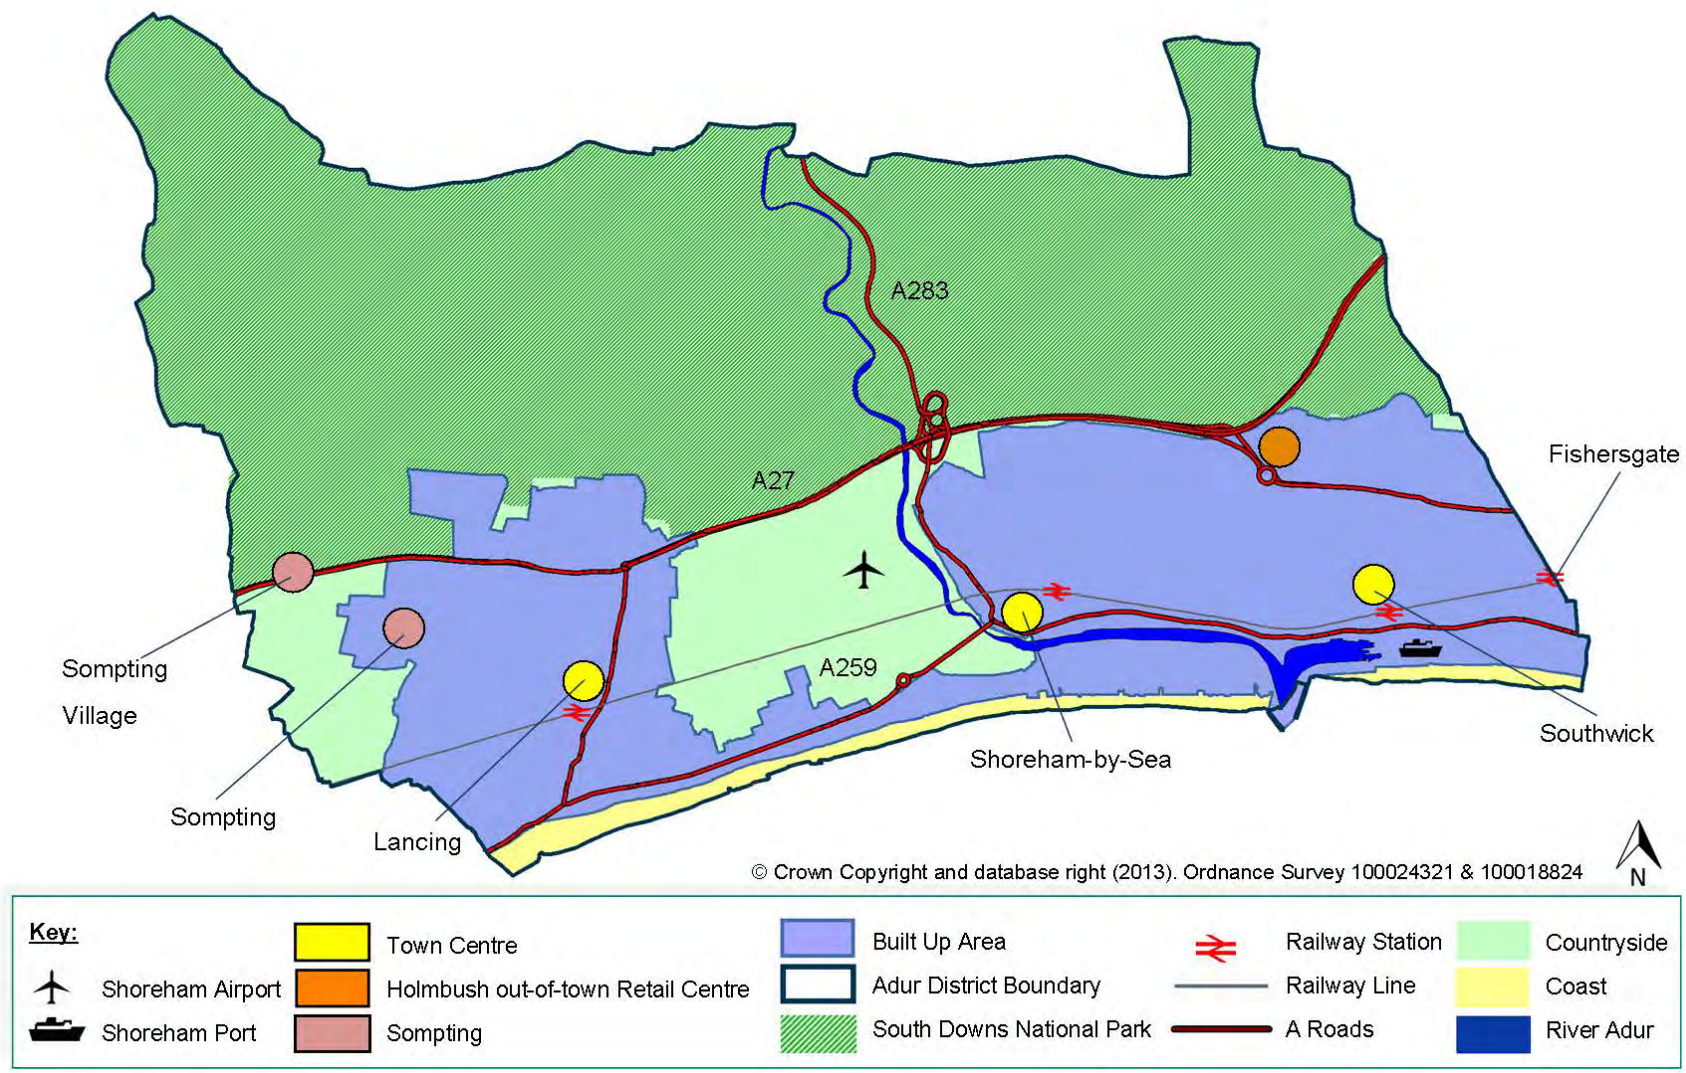 A283
A27
Fishersgate
Sompting
Village
A259
Southwick
Shoreham-by-Sea
Sompting
Lancing
© Crown Copyright and database right (2013). Ordnance Survey 100024321 & 100018824
N
Key:
Shoreham Airport
Shoreham Port
Town Centre
Holmbush out-of-town Retail Centre
Sompting
Built Up Area
Adur District Boundary
South Downs National Park
Railway Station
Railway Line
A Roads
Countryside
Coast
River Adur